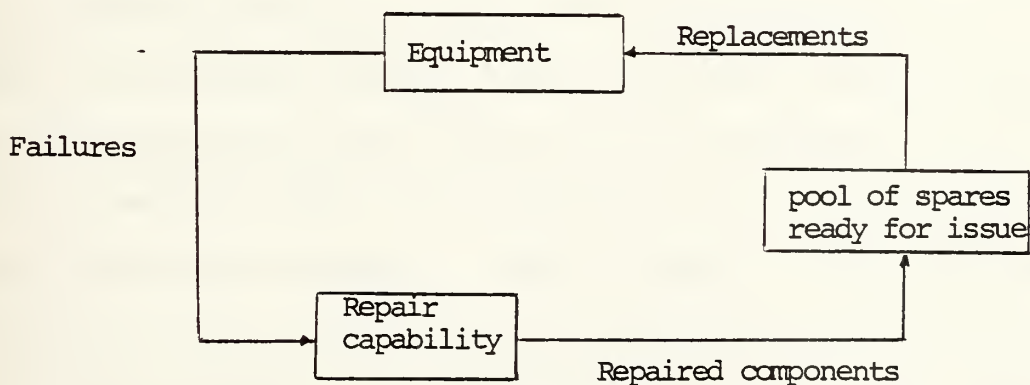 Equipment
Replacements
Failures
pool of spares
ready for issue
Repair
capability
Repaired components